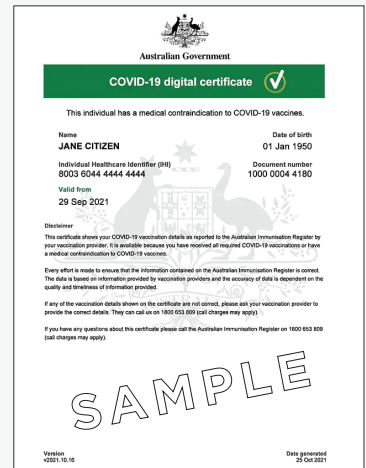 Australian Government
COVID-19 digital certificate
This individual has a medical contraindication to COVID-19 vaccines.
Name
JANE CITIZEN
Date of birth
01 Jan 1950
Individual Healthcare Identifier (IHI)
8003 6044 4444 4444
Document number
1000 0004 4180
Valid from
29 Sep 2021
Disclaimer
This certificate shows your COVID-19 vaccination details as reported to the Australian Immunisation Register by
your vaccination provider. It is available because you have received all required COVID-19 vaccinations or have
a medical contraindication to COVID-19 vaccines.
Every effort is made to ensure that the information contained on the Australian Immunisation Register is correct.
The data is based on information provided by vaccination providers and the accuracy of data is dependent on the
quality and timeliness of information provided.
If any of the vaccination details shown on the certificate are not correct, please ask your vaccination provider to
provide the correct details. They can call us on 1800 653 809 (call charges may apply).
If you have any questions about this certificate please call the Australian Immunisation Register on 1800 653 809
(call charges may apply).
SAMPLE
Version
v2021.10.16
Date generated
25 Oct 2021